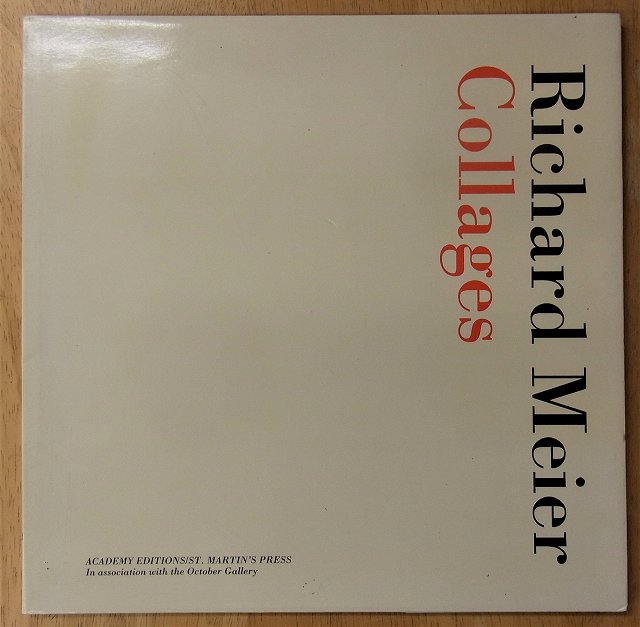 Richard Meier
Collages
ACADEMY EDITIONS/ST. MARTIN'S PRESS
In association with the October Gallery